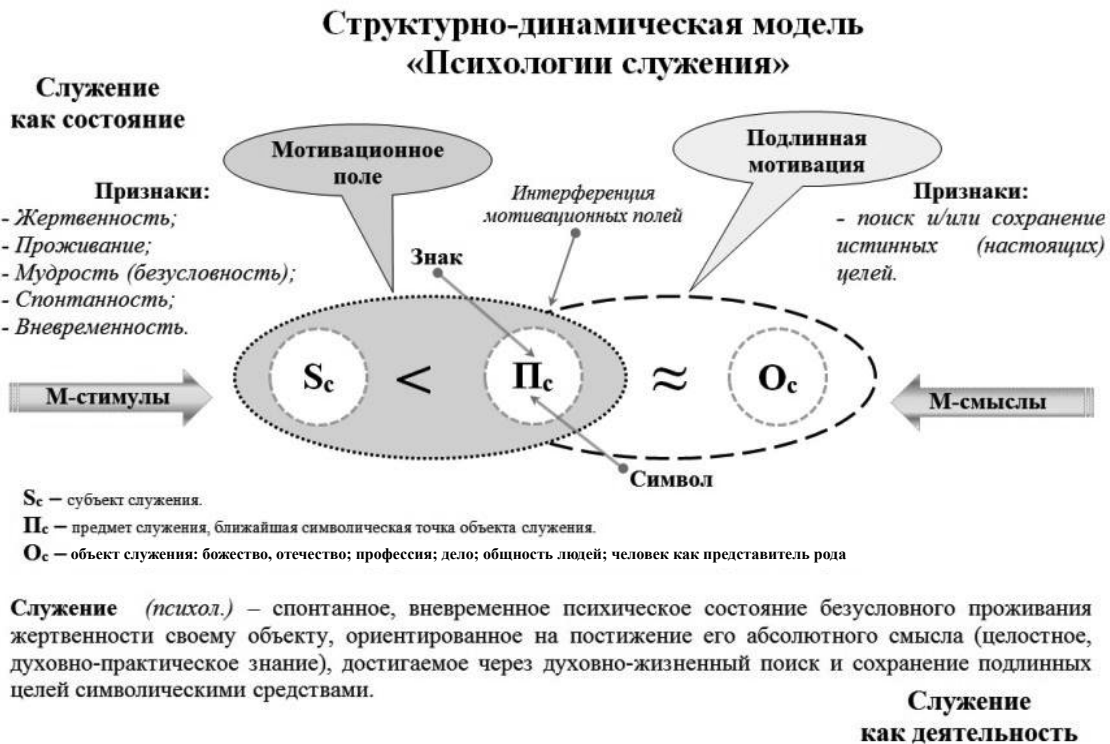 Структурно-динамическая модель
«Психологии служения»
Служение
как состояние
Мотивационное
поле
Подлинная
мотивация
Признаки:
- Жертвенность;
- Проживание;
- Мудрость (безусловность);
- Спонтанность;
- Вневременность.
Интерференция
мотивационных полей
Знак
Признаки:
- поиск и/или сохранение
истинных (настоящих)
целей.
М-стимулы
Sс < Пс ≈ Oс
М-смыслы
Символ
Sс – субъект служения.
Пс – предмет служения, ближайшая символическая точка объекта служения.
Oс – объект служения: божество, отечество; профессия; дело; общность людей; человек как представитель рода
Служение (психол.) – спонтанное, вневременное психическое состояние безусловного проживания
жертвенности своему объекту, ориентированное на постижение его абсолютного смысла (целостное,
духовно-практическое знание), достигаемое через духовно-жизненный поиск и сохранение подлинных
целей символическими средствами.
Служение
как деятельность